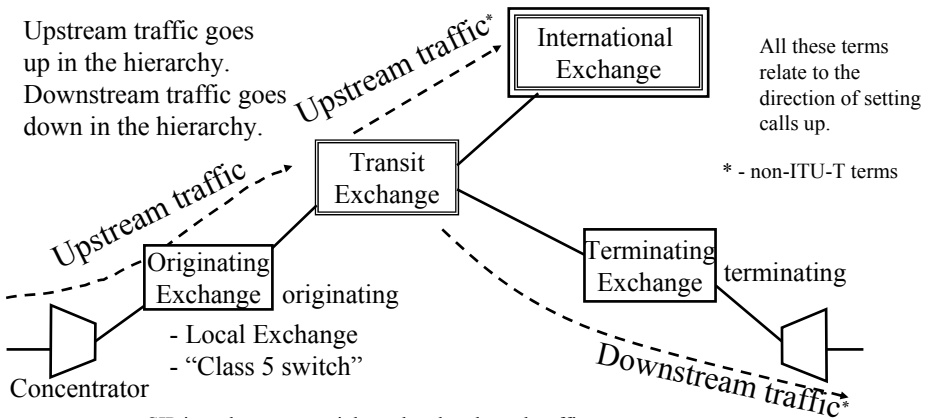 Upstream traffic goes
up in the hierarchy.
Downstream traffic goes
down in the hierarchy.
Upstream traffic*
International
Exchange
All these terms
relate to the
direction of setting
calls up.
* - non-ITU-T terms
Transit
Exchange
Upstream traffic
Originating
Exchange
originating
- Local Exchange
- “Class 5 switch”
Concentrator
Terminating
Exchange
terminating
Downstream traffic*